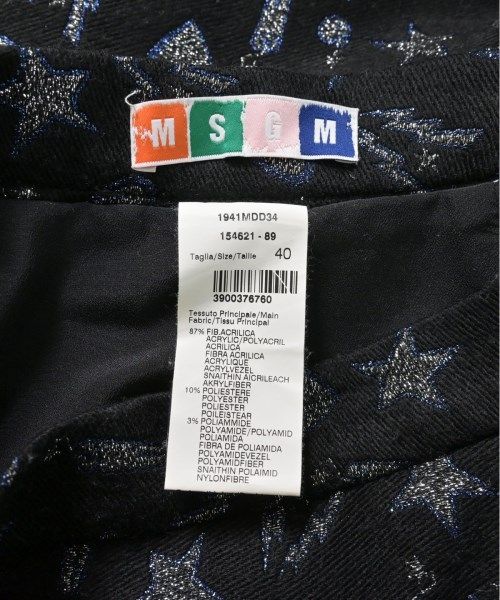 MSGM
1941MDD34
154621 - 89
Taglia/Size/Taille 40
3900376760
Tessuto Principale/Main
Fabric/Tissu Principal
87% FIB.ACRILICA
ACRYLIC/POLYACRIL
ACRILICA
FIBRA ACRILICA
ACRYLIQUE
ACRYLVEZEL
SNAITHIN AICRILEACH
AKRYLFIBER
10% POLIESTERE
POLYESTER
POLIESTER
POILEISTEAR
3% POLIAMMIDE
POLYAMIDE/POLYAMID
POLIAMIDA
FIBRA DE POLIAMIDA
POLYAMIDEVEZEL
POLYAMIDFIBER
SNAITHIN POLAIMID
NYLONFIBRE